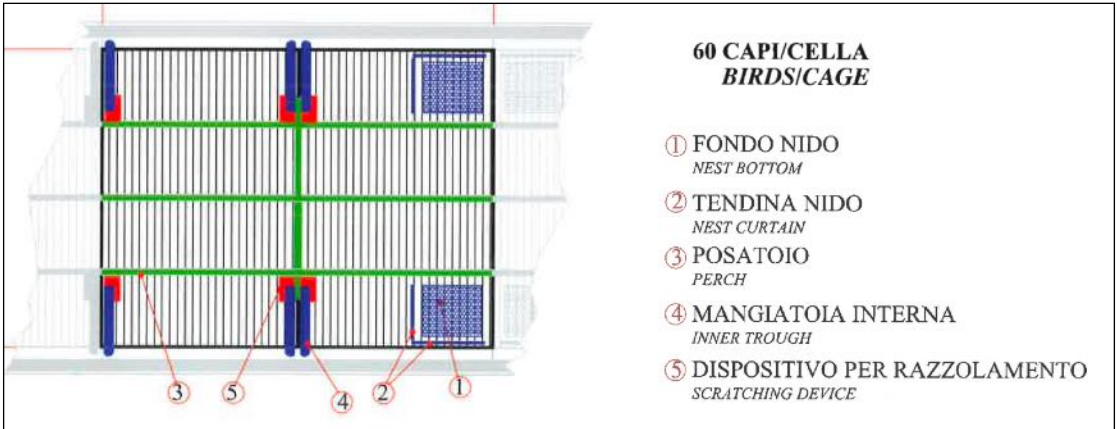 60 CAPI/CELLA
BIRDS/CAGE
① FONDO NIDO
NEST BOTTOM
② TENDINA NIDO
NEST CURTAIN
③ POSATOIO
PERCH
④ MANGIATOIA INTERNA
INNER TROUGH
⑤ DISPOSITIVO PER RAZZOLAMENTO
SCRATCHING DEVICE
③ ⑤ ④ ② ①